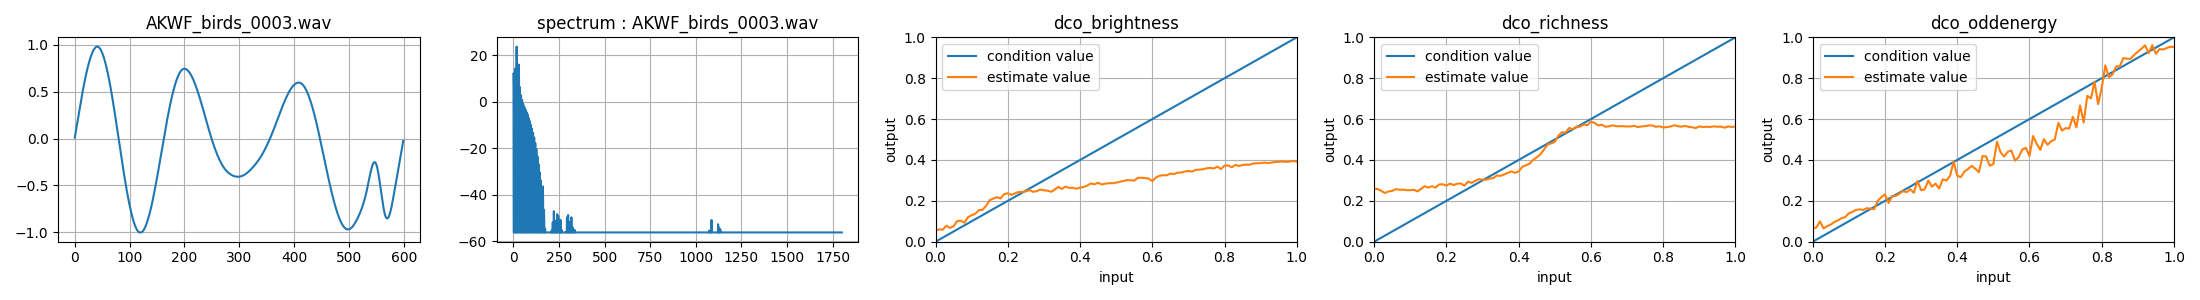 AKWF_birds_0003.wav
1.0
0.5
0.0
−0.5
−1.0
0 100 200 300 400 500 600
spectrum : AKWF_birds_0003.wav
20
0
−20
−40
−60
0 250 500 750 1000 1250 1500 1750
dco_brightness
condition value
estimate value
output
1.0
0.8
0.6
0.4
0.2
0.0
0.0 0.2 0.4 0.6 0.8 1.0
input
dco_richness
condition value
estimate value
output
1.0
0.8
0.6
0.4
0.2
0.0
0.0 0.2 0.4 0.6 0.8 1.0
input
dco_oddenergy
condition value
estimate value
output
1.0
0.8
0.6
0.4
0.2
0.0
0.0 0.2 0.4 0.6 0.8 1.0
input